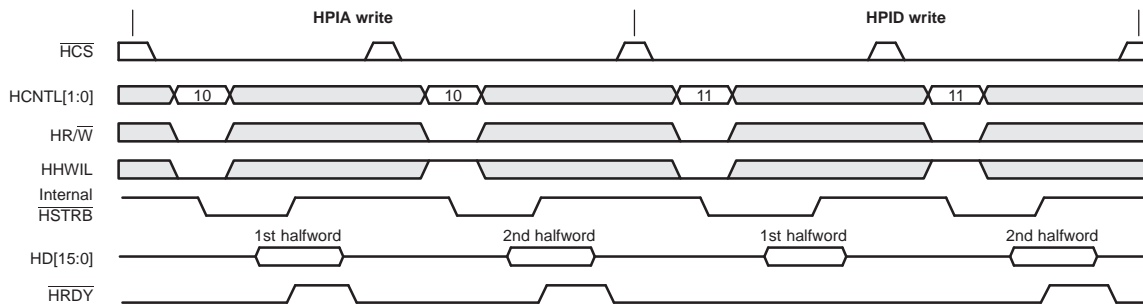 HPIA write HPID write
HCS
HCNTL[1:0] 10 10 11 11
HR/W
HHWIL
Internal
HSTRB
1st halfword 2nd halfword 1st halfword 2nd halfword
HD[15:0]
HRDY